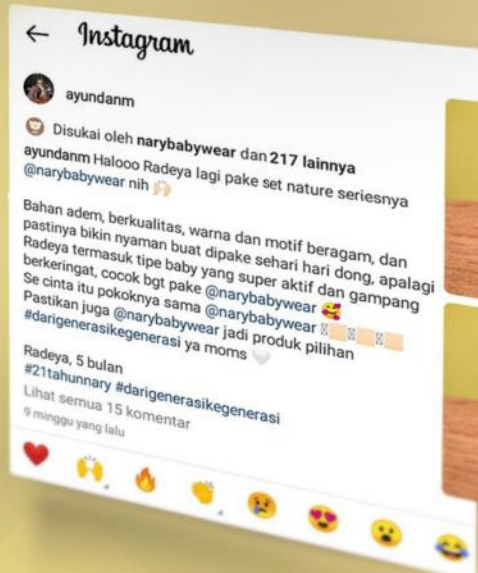 Instagram
ayundanm
Disukai oleh narybabywear dan 217 lainnya
ayundanm Halooo Radeya lagi pake set nature seriesnya
@narybabywear nih
Bahan adem, berkualitas, warna dan motif beragam, dan
pastinya bikin nyaman buat dipake sehari hari dong, apalagi
Radeya termasuk tipe baby yang super aktif dan gampang
berkeringat, cocok bgt pake @narybabywear
Se cinta itu pokoknya sama @narybabywear
Pastikan juga @narybabywear jadi produk pilihan
#darigenerasikegenerasi ya moms
Radeya, 5 bulan
#21tahunnary #darigenerasikegenerasi
Lihat semua 15 komentar
9 minggu yang lalu